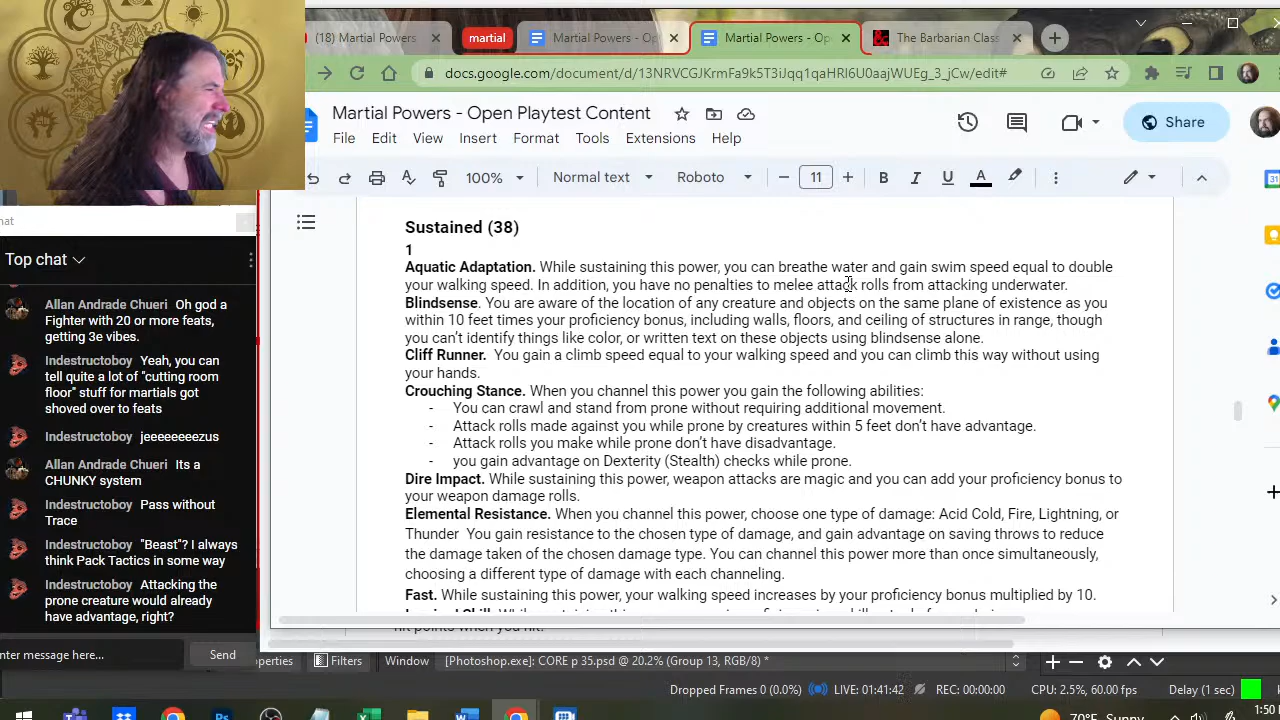 (18) Martial Powers
martial
Martial Powers - Op
Martial Powers - Op
The Barbarian Class
docs.google.com/document/d/13NRVCGJKrmFa9k5T3iJqq1qaHRl6U0aajWUEg_3_jCw/edit#
Martial Powers - Open Playtest Content
File Edit View Insert Format Tools Extensions Help
Share
100% Normal text Roboto 11 B I U A
Top chat
Allan Andrade Chueri Oh god a
Fighter with 20 or more feats,
getting 3e vibes.
Indestructoboy Yeah, you can
tell quite a lot of "cutting room
floor" stuff for martials got
shoved over to feats
Indestructoboy jeeeeeeezus
Allan Andrade Chueri Its a
CHUNKY system
Indestructoboy Pass without
Trace
Indestructoboy "Beast"? I always
think Pack Tactics in some way
Indestructoboy Attacking the
prone creature would already
have advantage, right?
nter message here...
Send
Sustained (38)
1
Aquatic Adaptation. While sustaining this power, you can breathe water and gain swim speed equal to double
your walking speed. In addition, you have no penalties to melee attack rolls from attacking underwater.
Blindsense. You are aware of the location of any creature and objects on the same plane of existence as you
within 10 feet times your proficiency bonus, including walls, floors, and ceiling of structures in range, though
you can't identify things like color, or written text on these objects using blindsense alone.
Cliff Runner. You gain a climb speed equal to your walking speed and you can climb this way without using
your hands.
Crouching Stance. When you channel this power you gain the following abilities:
- You can crawl and stand from prone without requiring additional movement.
- Attack rolls made against you while prone by creatures within 5 feet don't have advantage.
- Attack rolls you make while prone don't have disadvantage.
- you gain advantage on Dexterity (Stealth) checks while prone.
Dire Impact. While sustaining this power, weapon attacks are magic and you can add your proficiency bonus to
your weapon damage rolls.
Elemental Resistance. When you channel this power, choose one type of damage: Acid Cold, Fire, Lightning, or
Thunder You gain resistance to the chosen type of damage, and gain advantage on saving throws to reduce
the damage taken of the chosen damage type. You can channel this power more than once simultaneously,
choosing a different type of damage with each channeling.
Fast. While sustaining this power, your walking speed increases by your proficiency bonus multiplied by 10.
operties Filters Window [Photoshop.exe]: CORE p 35.psd @ 20.2% (Group 13, RGB/8) *
Dropped Frames 0 (0.0%) LIVE: 01:41:42 REC: 00:00:00 CPU: 2.5%, 60.00 fps Delay (1 sec)
70°F Sunny 1:50